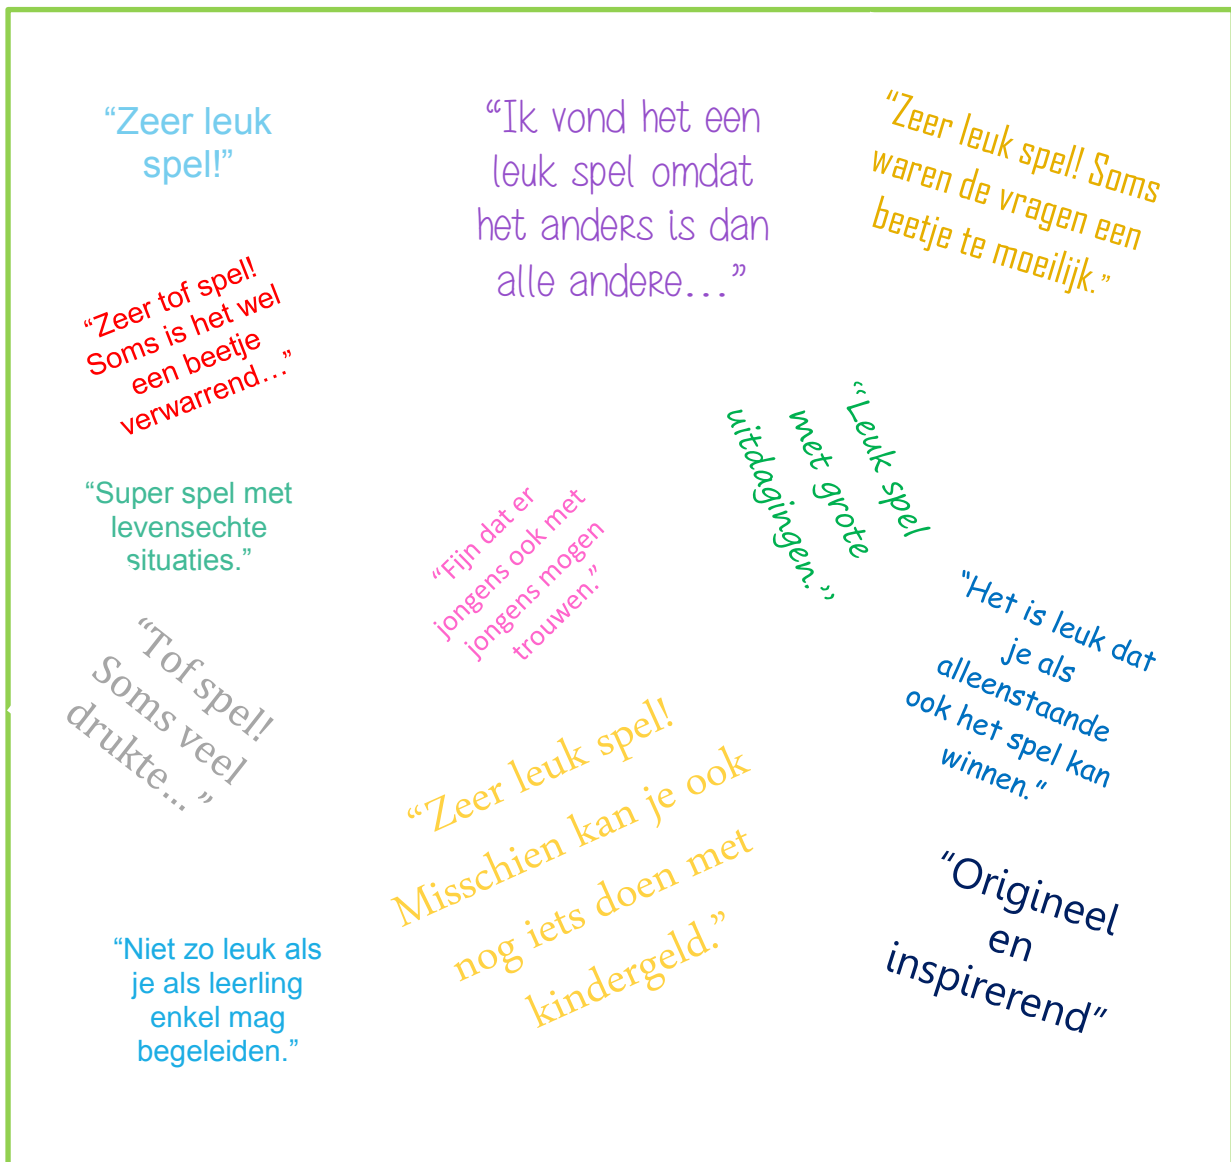 “Zeer leuk
spel!”
“Ik vond het een
leuk spel omdat
het anders is dan
alle andere...”
“Zeer leuk spel! Soms
waren de vragen een
beetje te moeilijk.”
“Zeer tof spel!
Soms is het wel
een beetje
verwarrend…”
“Leuk spel
met grote
uitdagingen.”
“Super spel met
levensechte
situaties.”
“Fijn dat er
jongens ook met
jongens mogen
trouwen.”
“Het is leuk dat
je als
alleenstaande
ook het spel kan
winnen.”
“Tof spel!
Soms veel
drukte… ”
“Zeer leuk spel!
Misschien kan je ook
nog iets doen met
kindergeld.”
“Origineel
en
inspirerend”
“Niet zo leuk als
je als leerling
enkel mag
begeleiden.”